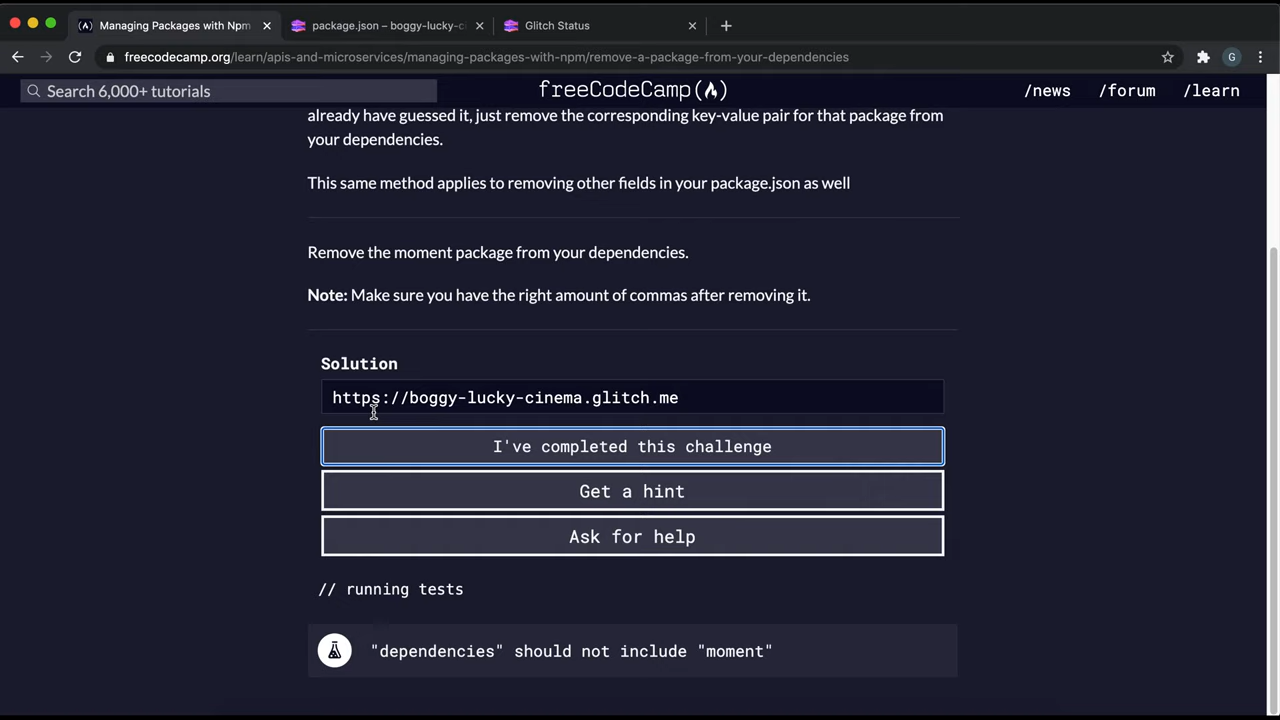 Managing Packages with Npm
package.json – boggy-lucky-c
Glitch Status
freecodecamp.org/learn/apis-and-microservices/managing-packages-with-npm/remove-a-package-from-your-dependencies
G
Search 6,000+ tutorials
freeCodeCamp
/news
/forum
/learn
already have guessed it, just remove the corresponding key-value pair for that package from
your dependencies.
This same method applies to removing other fields in your package.json as well
Remove the moment package from your dependencies.
Note: Make sure you have the right amount of commas after removing it.
Solution
https://boggy-lucky-cinema.glitch.me
I've completed this challenge
Get a hint
Ask for help
// running tests
"dependencies" should not include "moment"